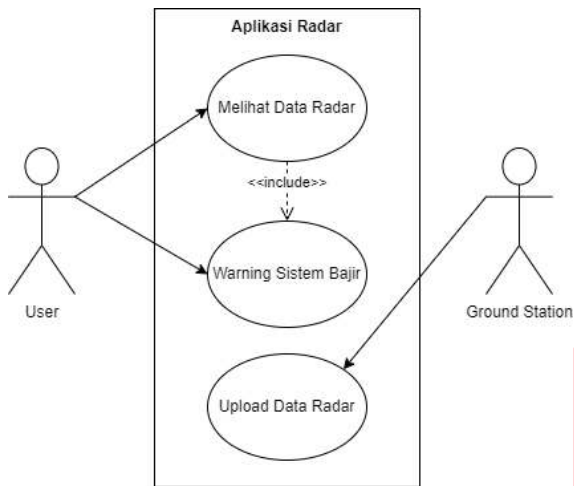 Aplikasi Radar
Melihat Data Radar
<<include>>
Warning Sistem Bajir
User
Ground Station
Upload Data Radar